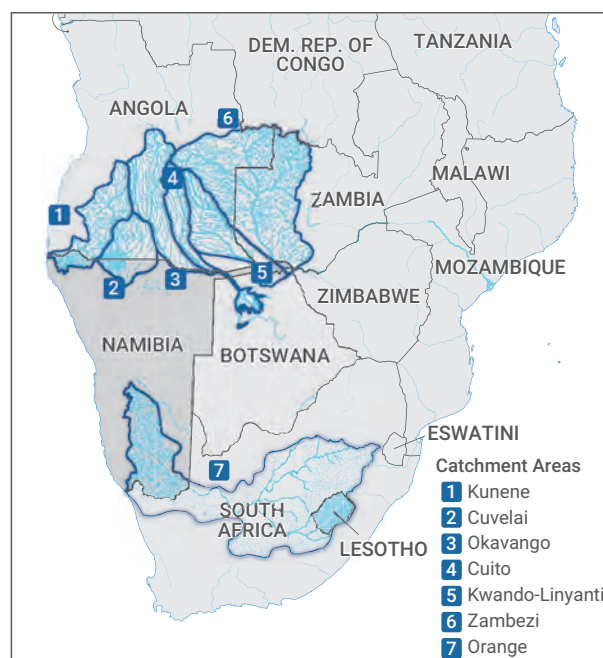 DEM. REP. OF
CONGO
TANZANIA
ANGOLA
6
MALAWI
4
ZAMBIA
1
MOZAMBIQUE
5
2
3
ZIMBABWE
NAMIBIA
BOTSWANA
ESWATINI
7
SOUTH
AFRICA
LESOTHO
Catchment Areas
1 Kunene
2 Cuvelai
3 Okavango
4 Cuito
5 Kwando-Linyanti
6 Zambezi
7 Orange